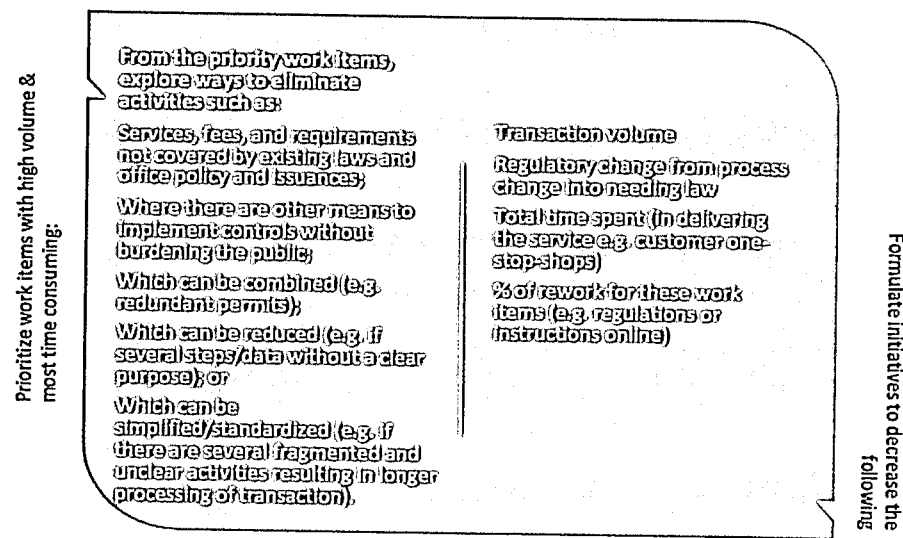 Prioritize work items with high volume &
most time consuming:
From the priority work items,
explore ways to eliminate
activities such as:
Services, fees, and requirements
not covered by existing laws and
office policy and issuances;
Where there are other means to
implement controls without
burdening the public;
Which can be combined (e.g.
redundant permits);
Which can be reduced (e.g. if
several steps/data without a clear
purpose); or
Which can be
simplified/standardized (e.g. if
there are several fragmented and
unclear activities resulting in longer
processing of transaction).
Transaction volume
Regulatory change from process
change into needing law
Total time spent (in delivering
the service e.g. customer one-
stop-shops)
% of rework for these work
items (e.g. regulations or
instructions online)
Formulate initiatives to decrease the
following